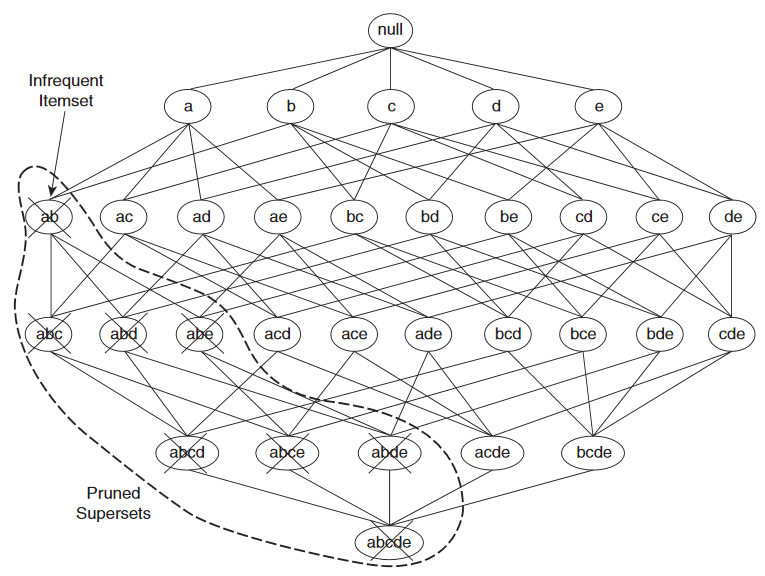 null
Infrequent
Itemset
a b c d e
ab ac ad ae bc bd be cd ce de
abc abd abe acd ace ade bcd bce bde cde
abcd abce abde acde bcde
Pruned
Supersets
abcde